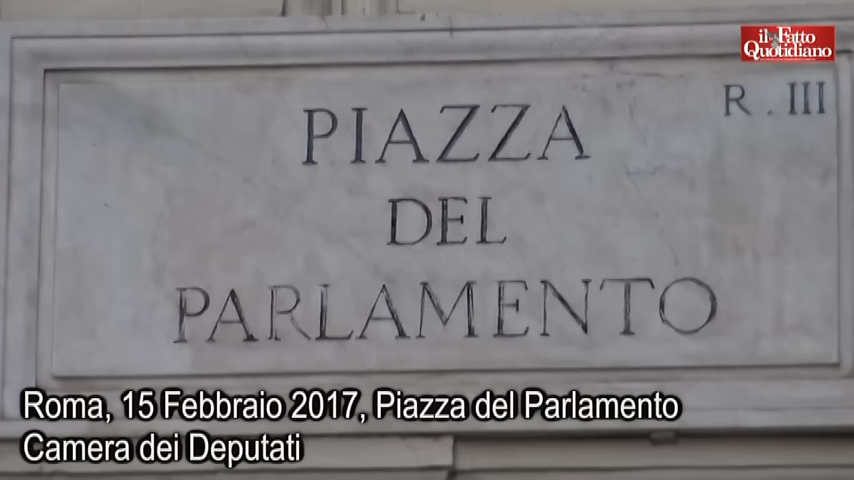 il Fatto
Quotidiano
R. III
PIAZZA
DEL
PARLAMENTO
Roma, 15 Febbraio 2017, Piazza del Parlamento
Camera dei Deputati